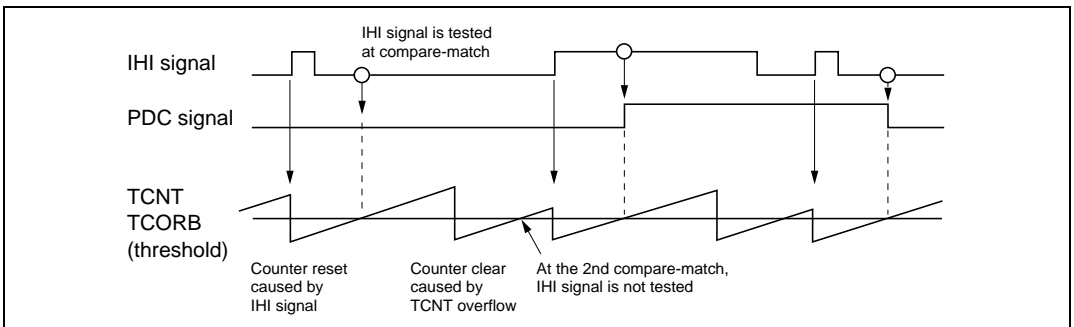 IHI signal is tested
at compare-match
IHI signal
PDC signal
TCNT
TCORB
(threshold)
Counter reset
caused by
IHI signal
Counter clear
caused by
TCNT overflow
At the 2nd compare-match,
IHI signal is not tested